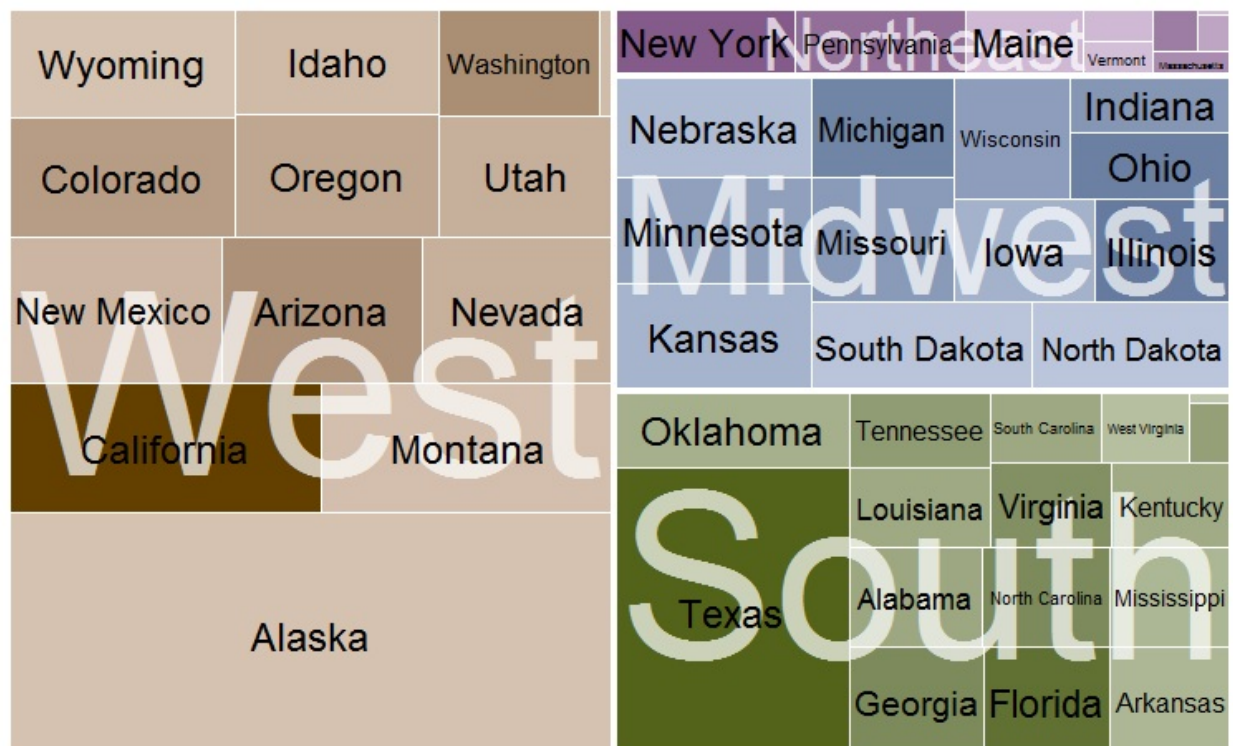 Wyoming
Idaho
Washington
Colorado
Oregon
Utah
New Mexico
Arizona
Nevada
West
California
Montana
Alaska
New York
Pennsylvania
Northeast
Maine
Vermont
Massachusetts
Nebraska
Michigan
Wisconsin
Indiana
Ohio
Minnesota
Missouri
Midwest
Iowa
Illinois
Kansas
South Dakota
North Dakota
Oklahoma
Tennessee
South Carolina
West Virginia
Texas
South
Louisiana
Virginia
Kentucky
Alabama
North Carolina
Mississippi
Georgia
Florida
Arkansas